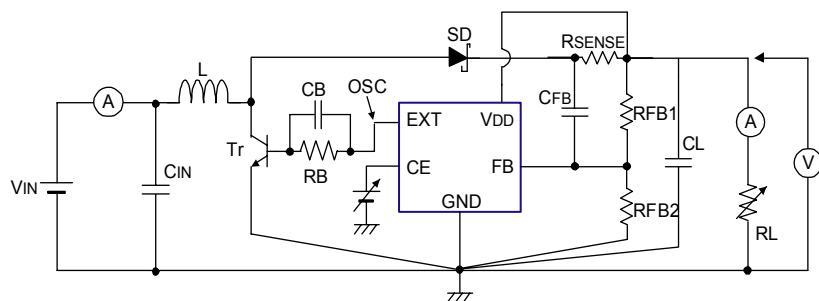 SD
RSENSE
L
A
CB
OSC
CFB
EXT
VDD
RFB1
A
Tr
CL
V
RB
CE
FB
VIN
CIN
GND
RFB2
RL